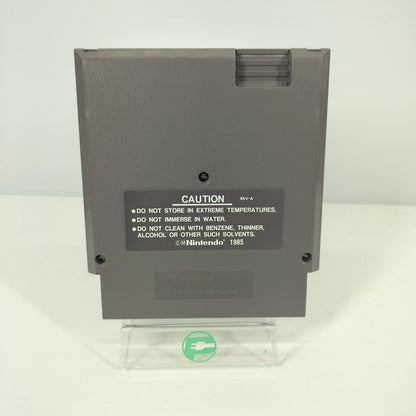 CAUTION REV-A
●DO NOT STORE IN EXTREME TEMPERATURES.
●DO NOT IMMERSE IN WATER.
●DO NOT CLEAN WITH BENZENE, THINNER,
ALCOHOL OR OTHER SUCH SOLVENTS.
©®Nintendo 1985
Nintendo